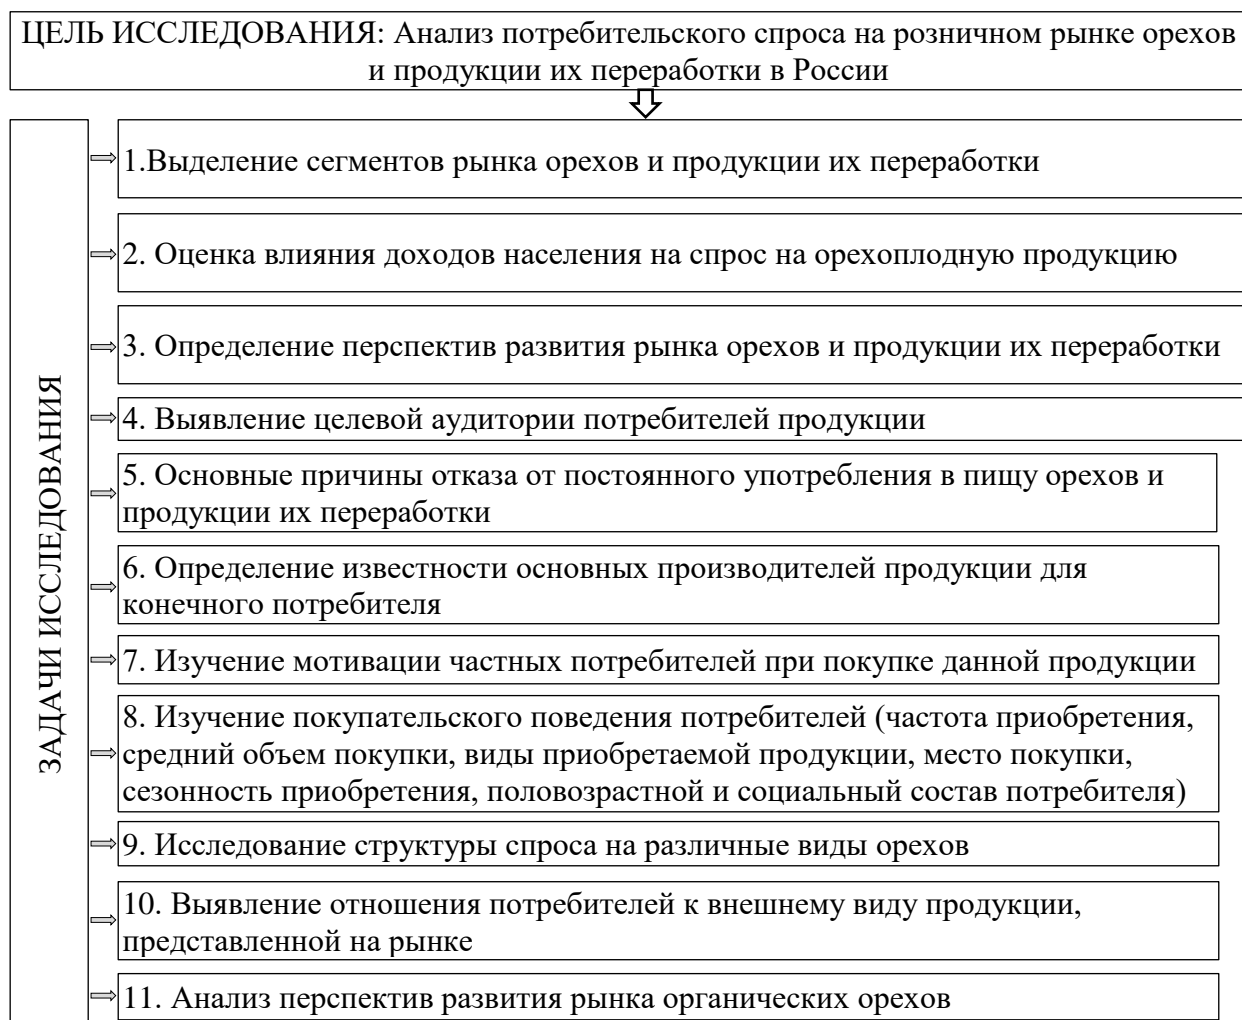 ЦЕЛЬ ИССЛЕДОВАНИЯ: Анализ потребительского спроса на розничном рынке орехов
и продукции их переработки в России
ЗАДАЧИ ИССЛЕДОВАНИЯ
1.Выделение сегментов рынка орехов и продукции их переработки
2. Оценка влияния доходов населения на спрос на орехоплодную продукцию
3. Определение перспектив развития рынка орехов и продукции их переработки
4. Выявление целевой аудитории потребителей продукции
5. Основные причины отказа от постоянного употребления в пищу орехов и
продукции их переработки
6. Определение известности основных производителей продукции для
конечного потребителя
7. Изучение мотивации частных потребителей при покупке данной продукции
8. Изучение покупательского поведения потребителей (частота приобретения,
средний объем покупки, виды приобретаемой продукции, место покупки,
сезонность приобретения, половозрастной и социальный состав потребителя)
9. Исследование структуры спроса на различные виды орехов
10. Выявление отношения потребителей к внешнему виду продукции,
представленной на рынке
11. Анализ перспектив развития рынка органических орехов